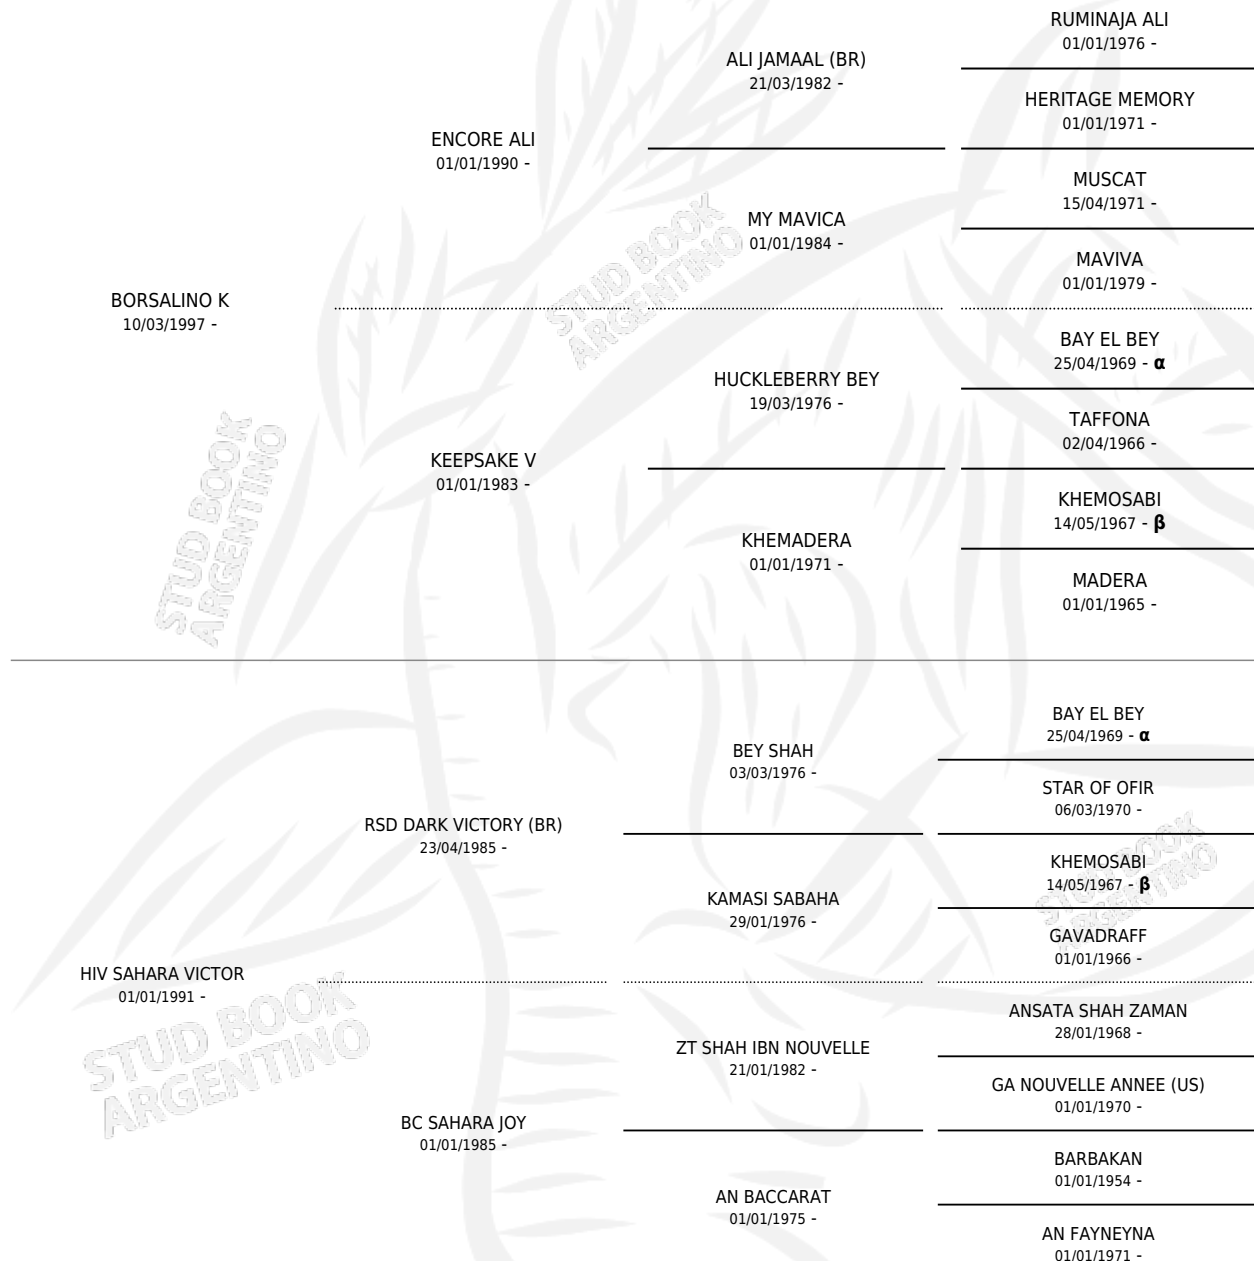 RUMINAJA ALI
01/01/1976 -
ALI JAMAAL (BR)
21/03/1982 -
HERITAGE MEMORY
01/01/1971 -
ENCORE ALI
01/01/1990 -
MUSCAT
15/04/1971 -
MY MAVICA
01/01/1984 -
MAVIVA
01/01/1979 -
BORSALINO K
10/03/1997 -
BAY EL BEY
25/04/1969 - α
HUCKLEBERRY BEY
19/03/1976 -
TAFFONA
02/04/1966 -
KEEPSAKE V
01/01/1983 -
KHEMOSABI
14/05/1967 - β
KHEMADERA
01/01/1971 -
MADERA
01/01/1965 -
BAY EL BEY
25/04/1969 - α
BEY SHAH
03/03/1976 -
STAR OF OFIR
06/03/1970 -
RSD DARK VICTORY (BR)
23/04/1985 -
KHEMOSABI
14/05/1967 - β
KAMASI SABAHA
29/01/1976 -
GAVADRAFF
01/01/1966 -
HIV SAHARA VICTOR
01/01/1991 -
ANSATA SHAH ZAMAN
28/01/1968 -
ZT SHAH IBN NOUVELLE
21/01/1982 -
GA NOUVELLE ANNEE (US)
01/01/1970 -
BC SAHARA JOY
01/01/1985 -
BARBAKAN
01/01/1954 -
AN BACCARAT
01/01/1975 -
AN FAYNEYNA
01/01/1971 -
STUD BOOK
ARGENTINO
STUD BOOK
ARGENTINO
STUD BOOK
ARGENTINO
STUD BOOK
ARGENTINO